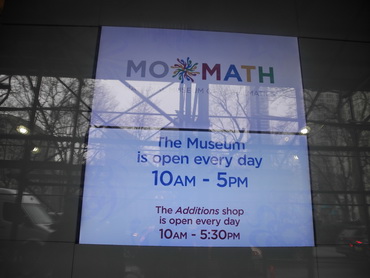 MOMATH
The Museum
is open every day
10AM - 5PM
The Additions shop
is open every day
10AM - 5:30PM